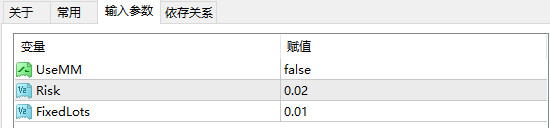 关于 常用 输入参数 依存关系
变量 赋值
UseMM false
Risk 0.02
FixedLots 0.01